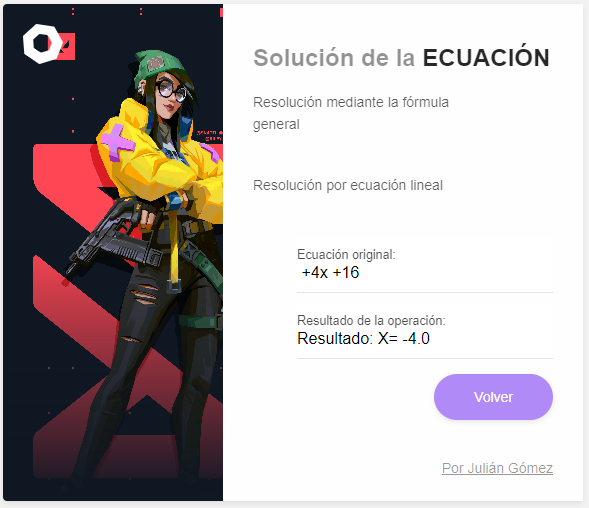 Solución de la ECUACIÓN
Resolución mediante la fórmula
general
Resolución por ecuación lineal
Ecuación original:
+4x +16
Resultado de la operación:
Resultado: X= -4.0
Volver
Por Julián Gómez